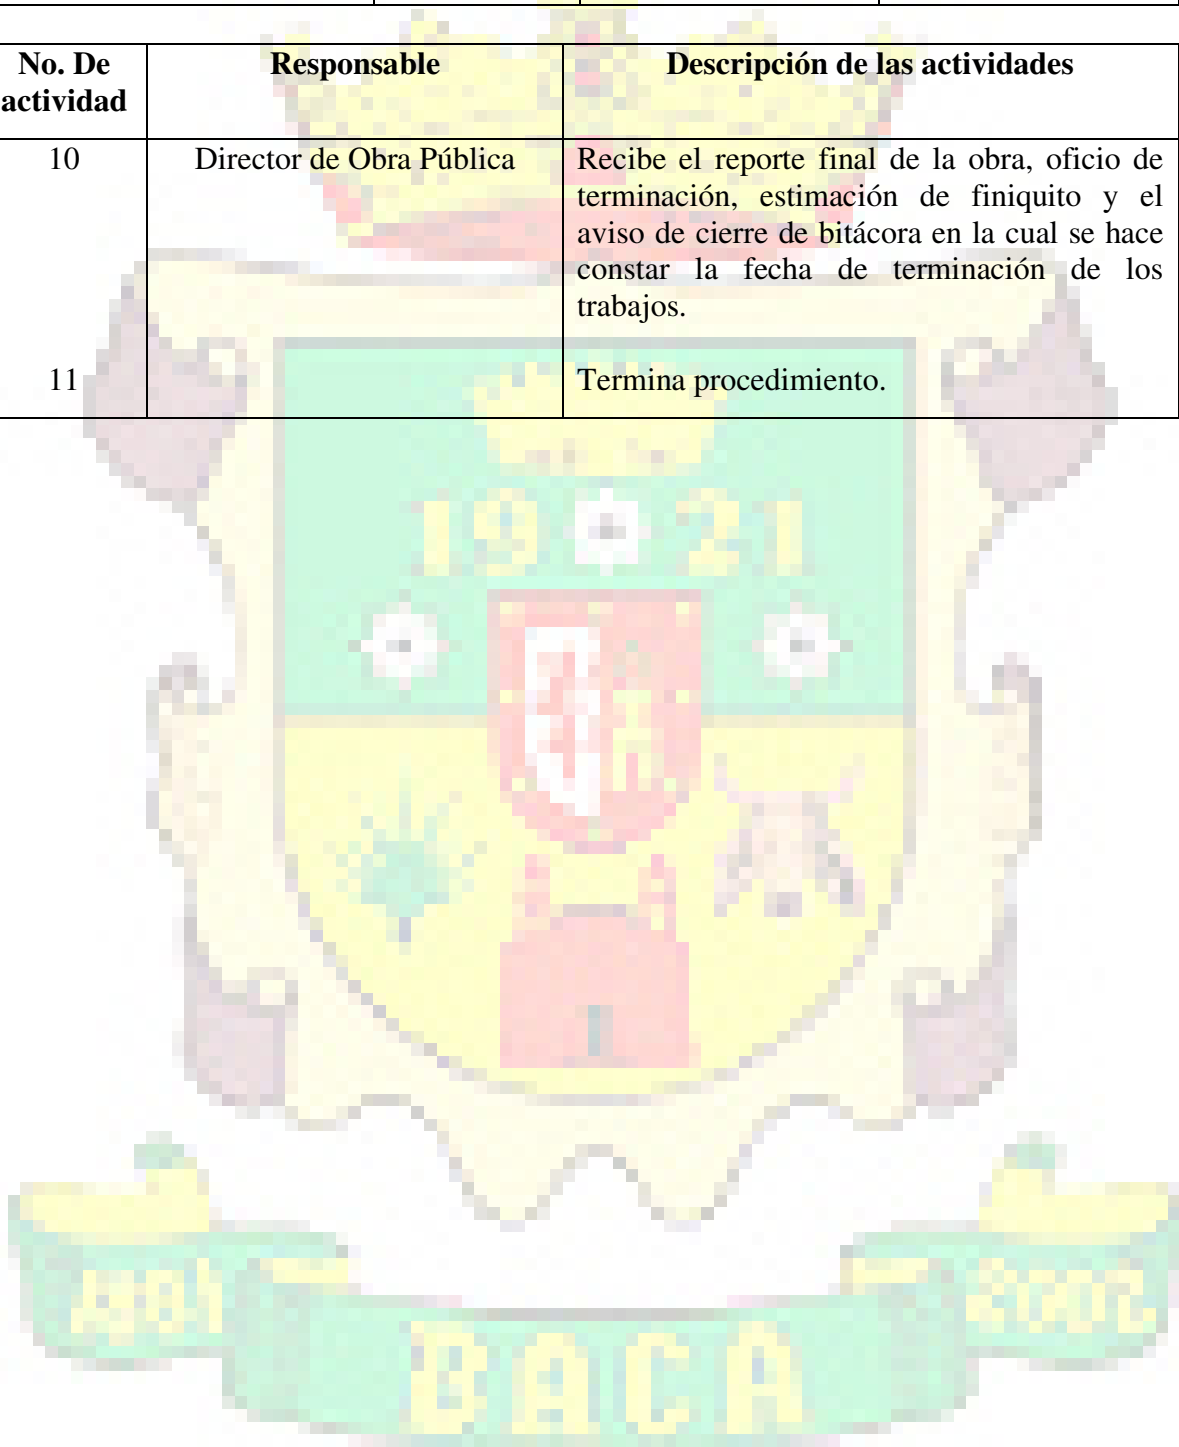 No. De actividad
Responsable
Descripción de las actividades
10
Director de Obra Pública
Recibe el reporte final de la obra, oficio de
terminación, estimación de finiquito y el
aviso de cierre de bitácora en la cual se hace
constar la fecha de terminación de los
trabajos.
11
Termina procedimiento.
19 21
BACA